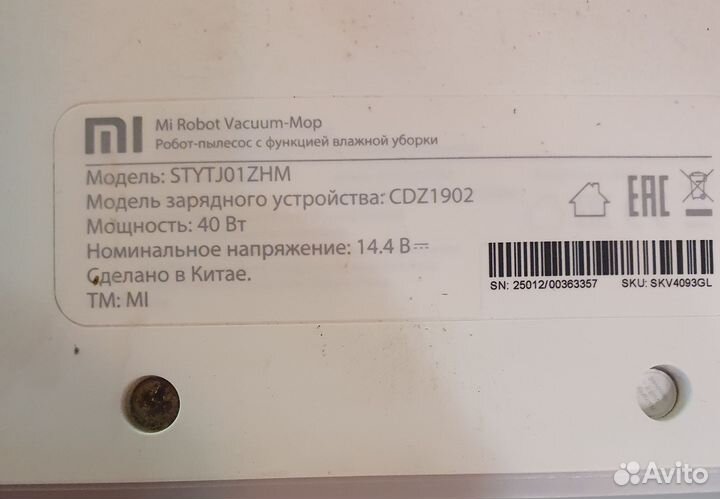 MI
Mi Robot Vacuum-Mop
Робот-пылесос с функцией влажной уборки
Модель: STYTJ01ZHM
Модель зарядного устройства: CDZ1902
Мощность: 40 Вт
Номинальное напряжение: 14.4 В
Сделано в Китае.
ТМ: MI
EAC
SN: 25012/00363357 SKU: SKV4093GL
Avito